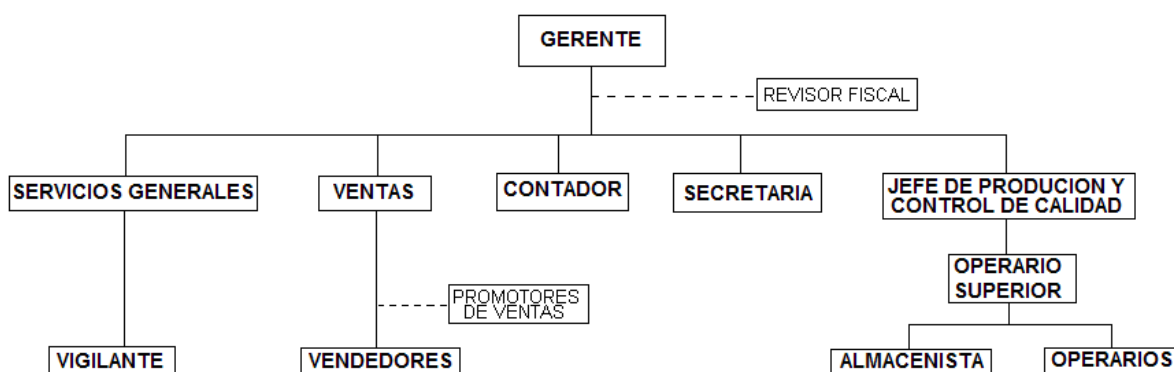 GERENTE
REVISOR FISCAL
SERVICIOS GENERALES
VENTAS
CONTADOR
SECRETARIA
JEFE DE PRODUCION Y
CONTROL DE CALIDAD
OPERARIO
SUPERIOR
PROMOTORES
DE VENTAS
VIGILANTE
VENDEDORES
ALMACENISTA
OPERARIOS